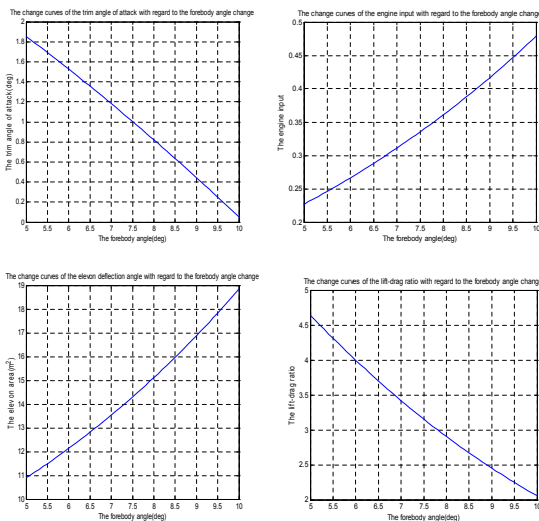 The change curves of the trim angle of attack with regard to the forebody angle change
2
1.8
1.6
1.4
1.2
1
0.8
0.6
0.4
0.2
0
The trim angle of attack(deg)
5 5.5 6 6.5 7 7.5 8 8.5 9 9.5 10
The forebody angle(deg)
The change curves of the engine input with regard to the forebody angle change
0.5
0.45
0.4
0.35
0.3
0.25
0.2
The engine input
5 5.5 6 6.5 7 7.5 8 8.5 9 9.5 10
The forebody angle(deg)
The change curves of the elevon deflection angle with regard to the forebody angle change
19
18
17
16
15
14
13
12
11
10
The elevon area(m²)
5 5.5 6 6.5 7 7.5 8 8.5 9 9.5 10
The forebody angle(deg)
The change curves of the lift-drag ratio with regard to the forebody angle chang
5
4.5
4
3.5
3
2.5
2
The lift-drag ratio
5 5.5 6 6.5 7 7.5 8 8.5 9 9.5 10
The forebody angle(deg)